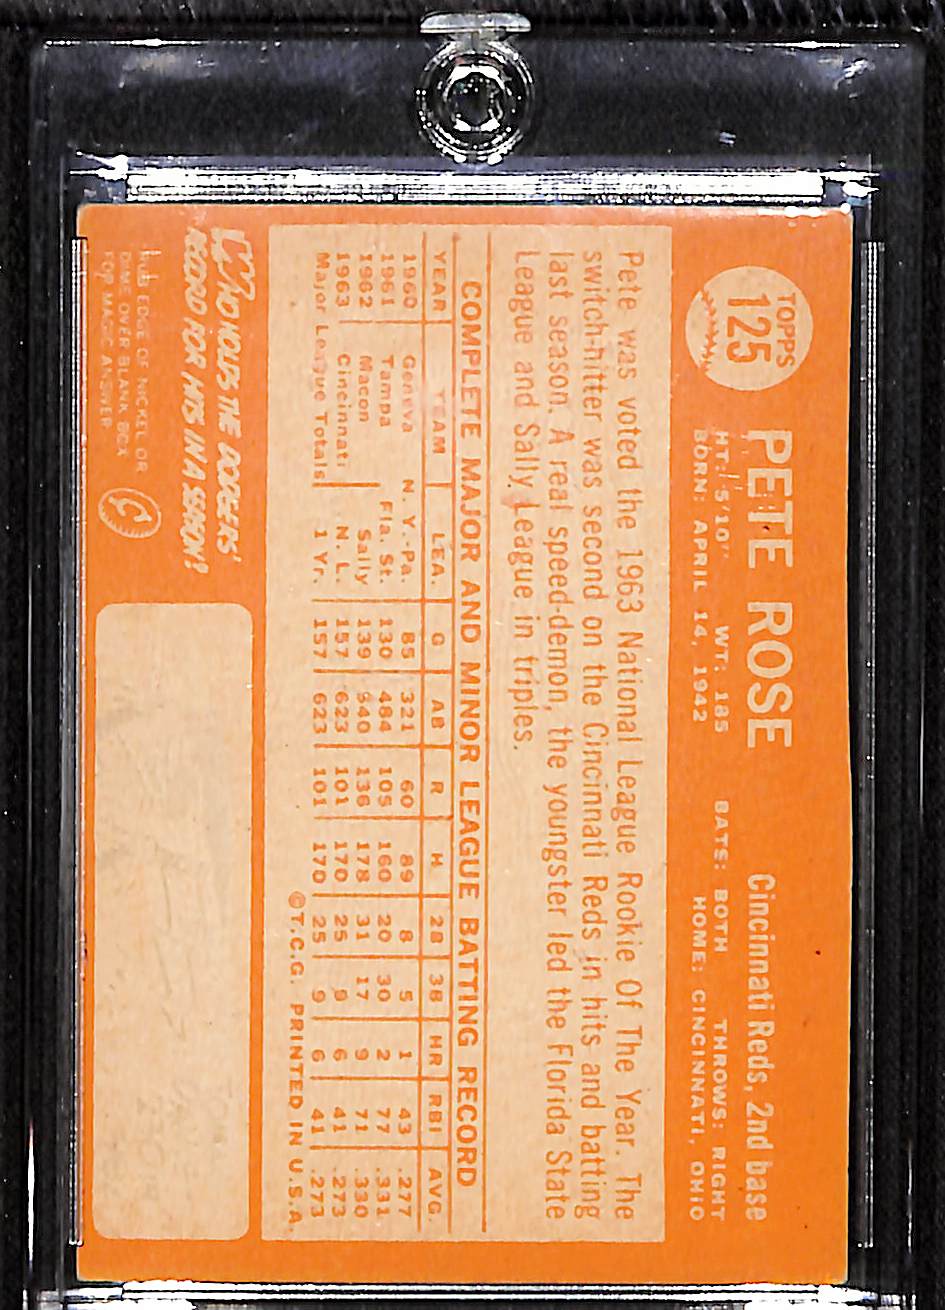 TOPPS
125
PETE ROSE
Cincinnati Reds, 2nd base
HT: 5'10" WT: 185 BATS: BOTH THROWS: RIGHT
BORN: APRIL 14, 1942 HOME: CINCINNATI, OHIO
Pete was voted the 1963 National League Rookie Of The Year. The
switch-hitter was second on the Cincinnati Reds in hits and batting
last season. A real speed-demon, the youngster led the Florida State
League and Sally League in triples.
COMPLETE MAJOR AND MINOR LEAGUE BATTING RECORD
YEAR TEAM LEA. G AB R H 2B 3B HR RBI AVG.
1960 Geneva N. Y.-Pa. 85 321 60 89 8 5 1 43 .277
1961 Tampa Fla. St. 130 484 105 160 20 30 2 77 .331
1962 Macon Sally 139 540 136 178 31 17 9 71 .330
1963 Cincinnati N. L. 157 623 101 170 25 9 6 41 .273
Major League Totals 1 Yr. 157 623 101 170 25 9 6 41 .273
©T.C.G. PRINTED IN U.S.A.
WHO HOLDS THE DODGERS'
RECORD FOR HITS IN A SEASON?
RUB EDGE OF NICKEL OR
DIME OVER BLANK BOX
FOR MAGIC ANSWER